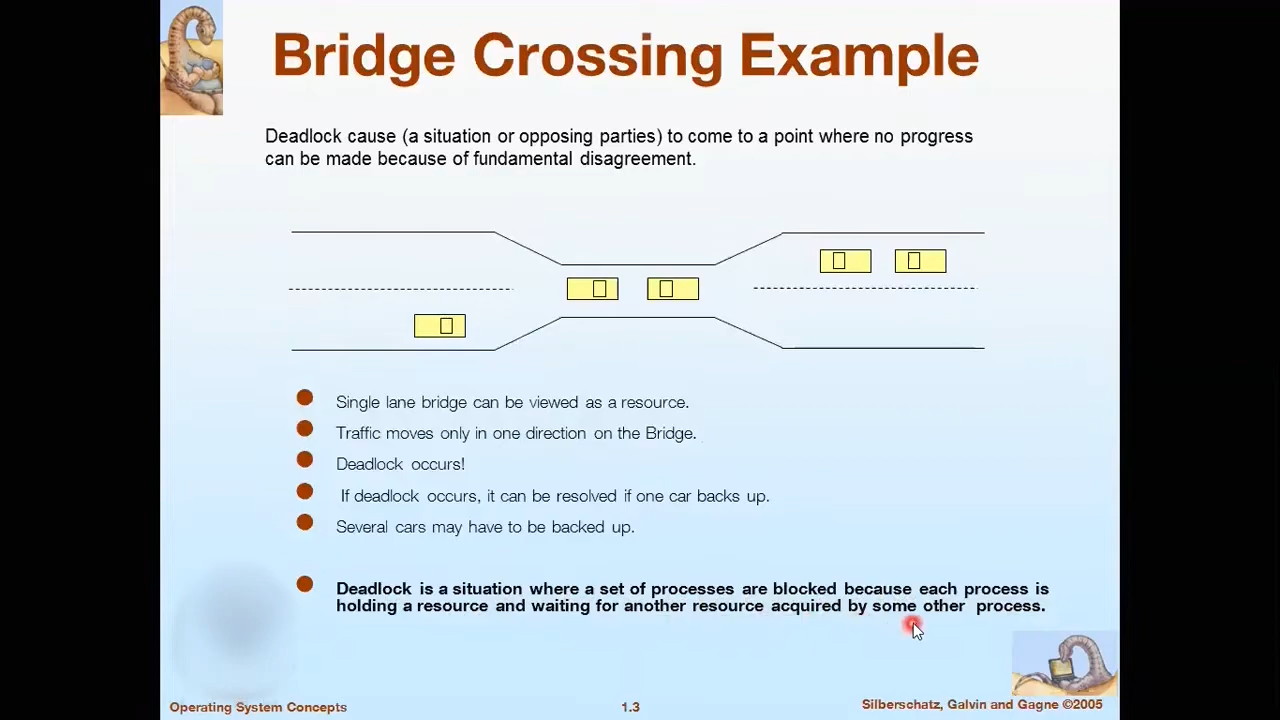 Bridge Crossing Example
Deadlock cause (a situation or opposing parties) to come to a point where no progress
can be made because of fundamental disagreement.
Single lane bridge can be viewed as a resource.
Traffic moves only in one direction on the Bridge.
Deadlock occurs!
If deadlock occurs, it can be resolved if one car backs up.
Several cars may have to be backed up.
Deadlock is a situation where a set of processes are blocked because each process is
holding a resource and waiting for another resource acquired by some other process.
Operating System Concepts
1.3
Silberschatz, Galvin and Gagne ©2005